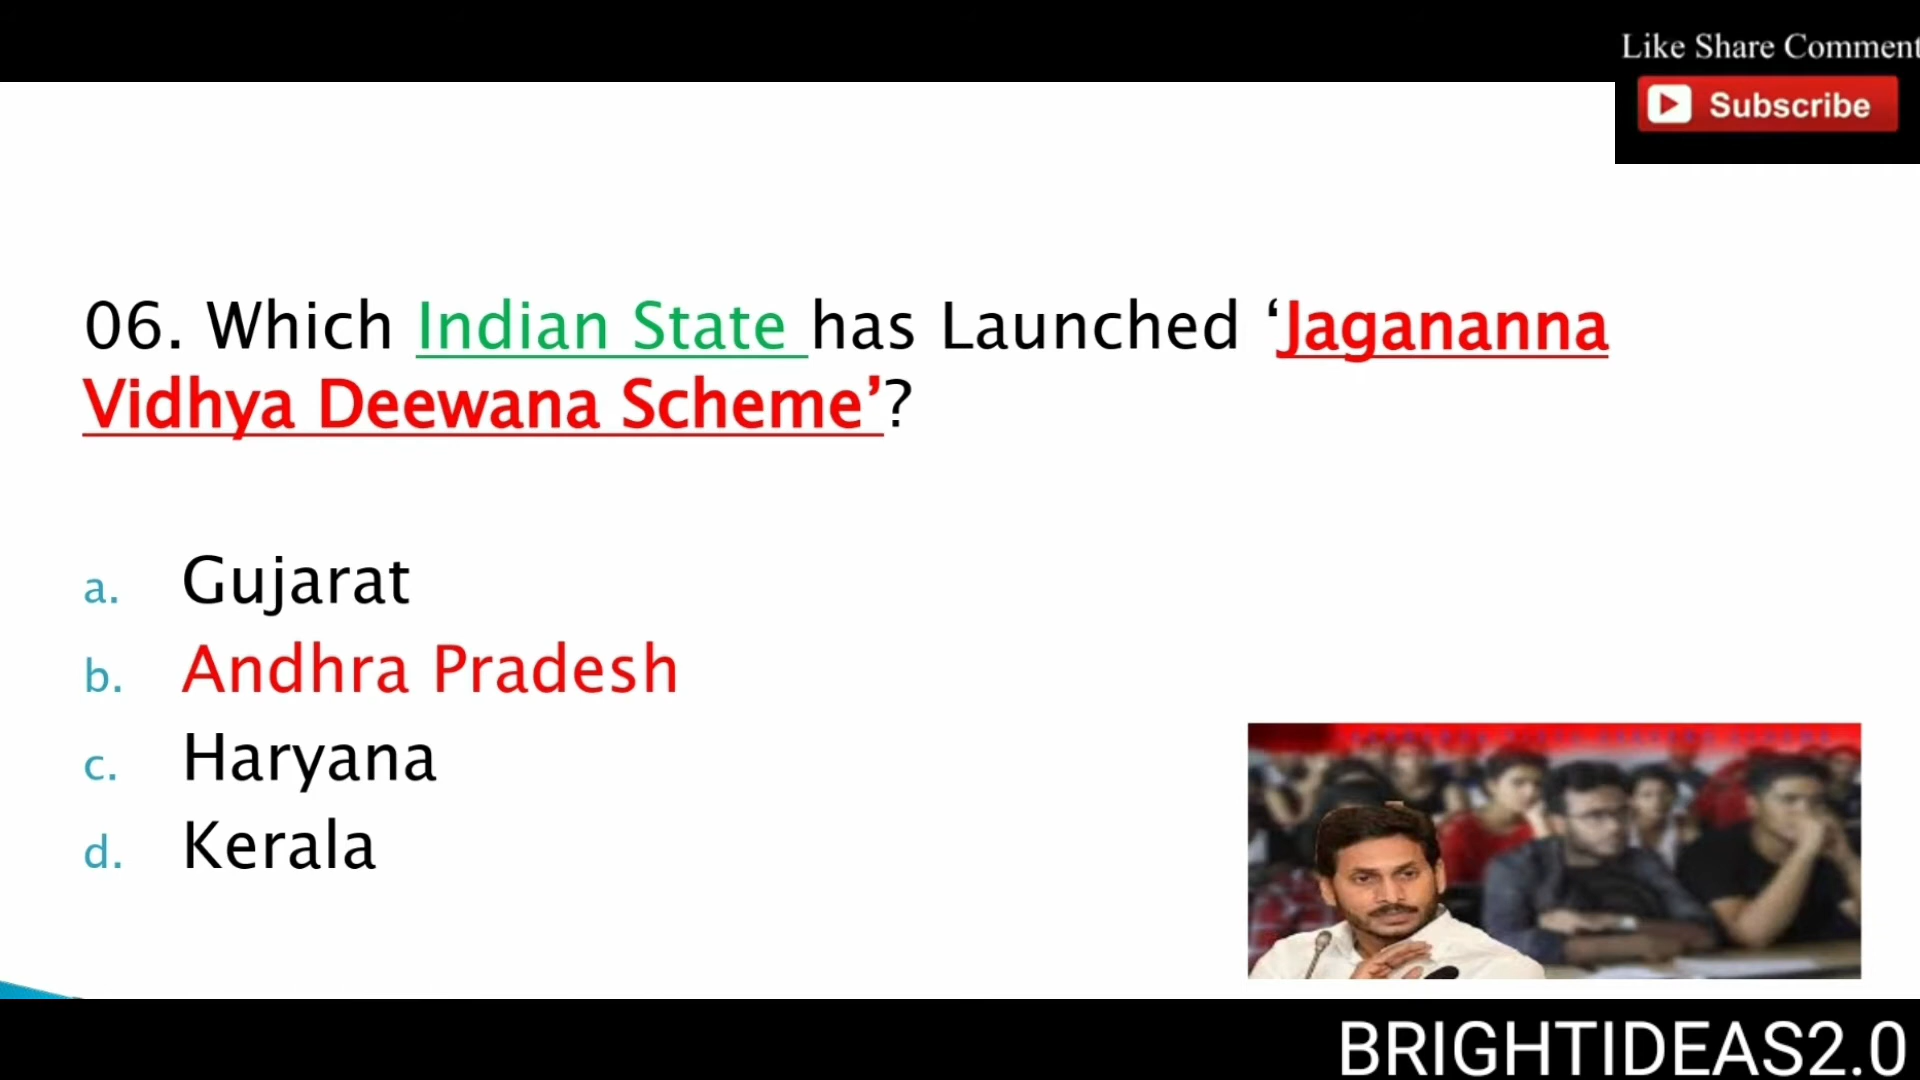 Like Share Comment
Subscribe
06. Which Indian State has Launched ‘Jagananna
Vidhya Deewana Scheme’?
a. Gujarat
b. Andhra Pradesh
c. Haryana
d. Kerala
BRIGHTIDEAS2.0